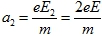 a₂ = eE₂/m = 2eE/m